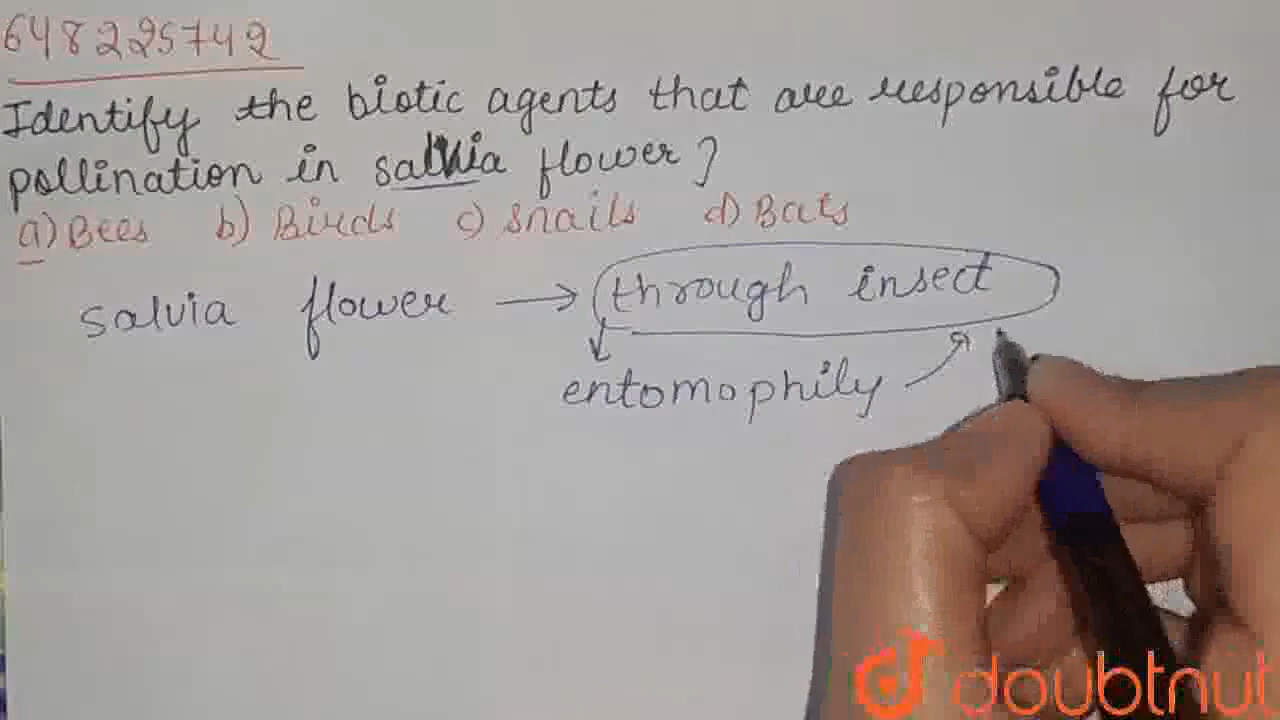 648225742
Identify the biotic agents that are responsible for
pollination in salvia flower?
a) Bees b) Birds c) Snails d) Bats
salvia flower → through insect
entomophily
doubtnut